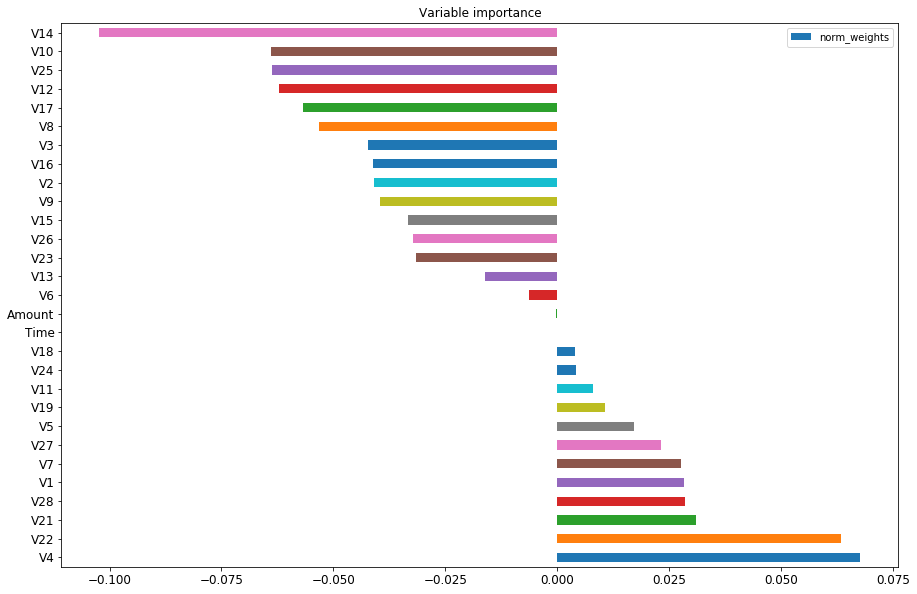 Variable importance
norm_weights
V14
V10
V25
V12
V17
V8
V3
V16
V2
V9
V15
V26
V23
V13
V6
Amount
Time
V18
V24
V11
V19
V5
V27
V7
V1
V28
V21
V22
V4
−0.100 −0.075 −0.050 −0.025 0.000 0.025 0.050 0.075